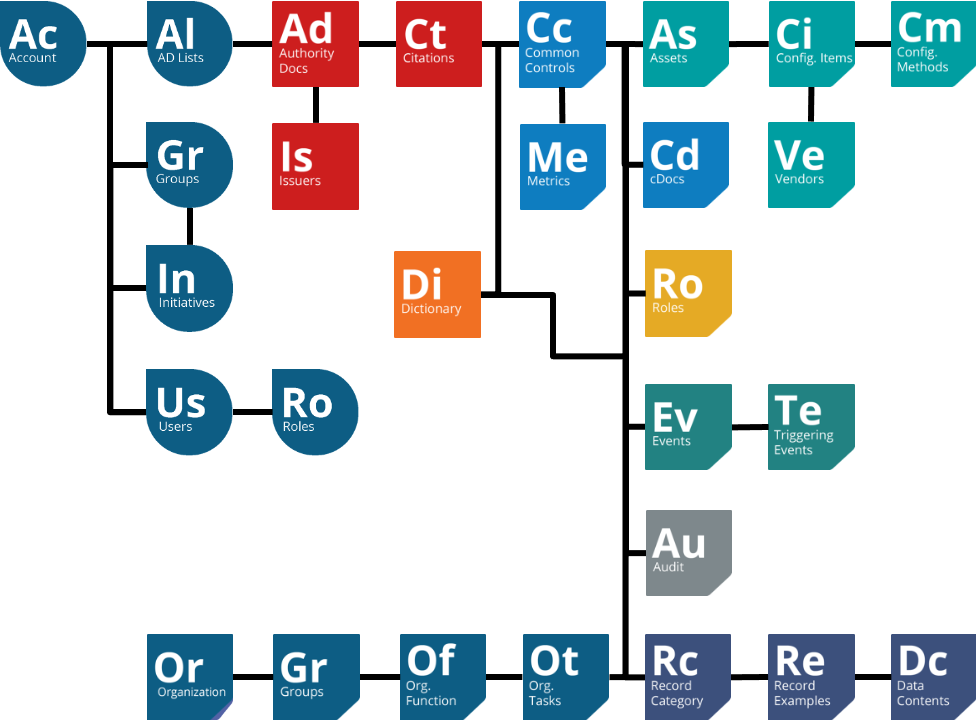 Ac
Account
Al
AD Lists
Ad
Authority
Docs
Ct
Citations
Cc
Common
Controls
As
Assets
Ci
Config. Items
Cm
Config.
Methods
Gr
Groups
Is
Issuers
Me
Metrics
Cd
cDocs
Ve
Vendors
In
Initiatives
Di
Dictionary
Ro
Roles
Us
Users
Ro
Roles
Ev
Events
Te
Triggering
Events
Au
Audit
Or
Organization
Gr
Groups
Of
Org.
Function
Ot
Org.
Tasks
Rc
Record
Category
Re
Record
Examples
Dc
Data
Contents